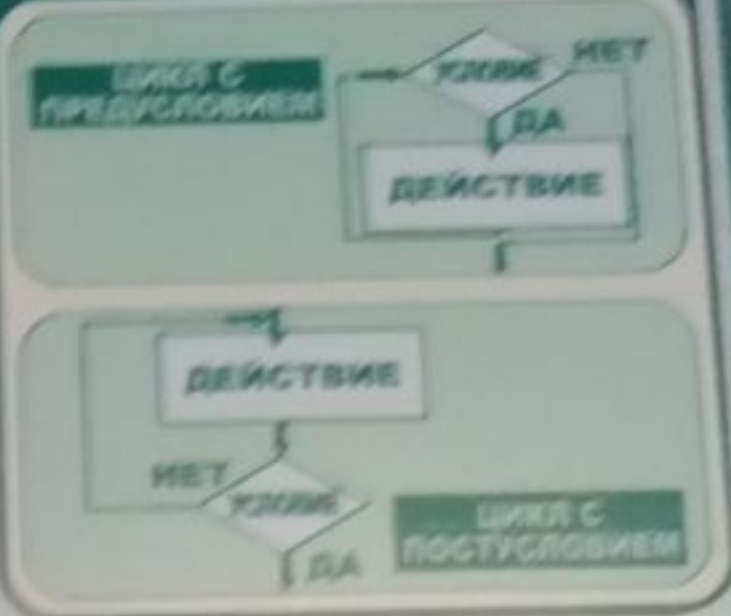 ЦИКЛ С
ПРЕДУСЛОВИЕМ
УСЛОВИЕ
НЕТ
ДА
ДЕЙСТВИЕ
ДЕЙСТВИЕ
НЕТ
УСЛОВИЕ
ДА
ЦИКЛ С
ПОСТУСЛОВИЕМ